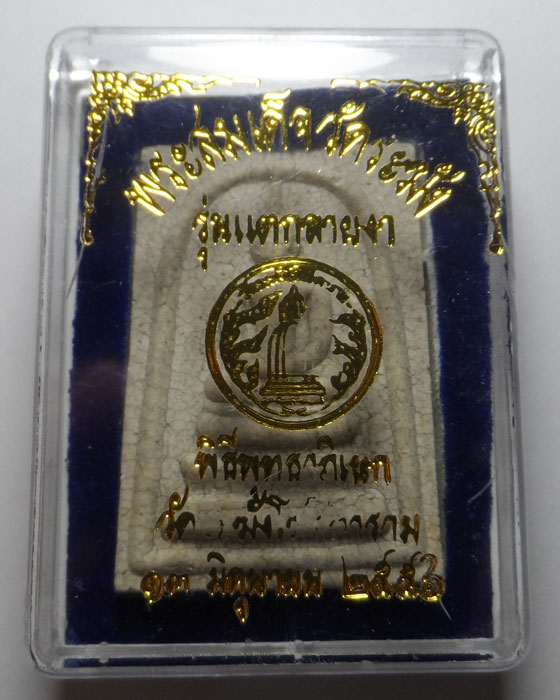 พระสมเด็จวัดระฆัง
รุ่นแตกลายงา
พิธีพุทธาภิเษก
๑๓ มิถุนายน ๒๕๕๖